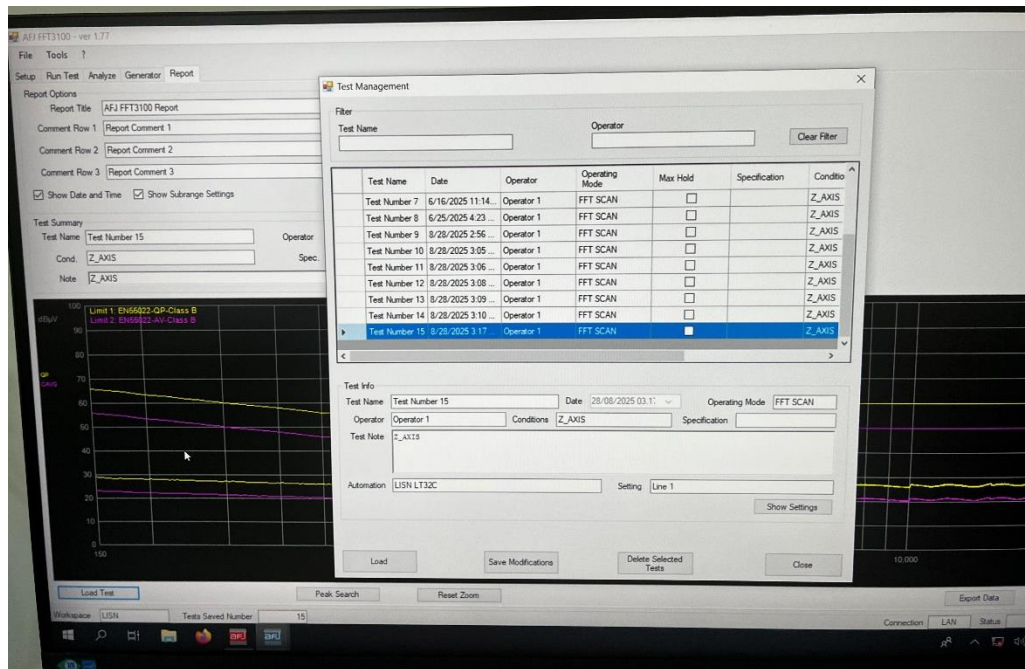 AFJ FFT3100 - ver 1.77
File Tools ?
Setup Run Test Analyze Generator Report
Report Options
Report Title AFJ FFT3100 Report
Comment Row 1 Report Comment 1
Comment Row 2 Report Comment 2
Comment Row 3 Report Comment 3
Show Date and Time Show Subrange Settings
Test Summary
Test Name Test Number 15 Operator
Cond. Z_AXIS Spec.
Note Z_AXIS
Limit 1: EN55022-QP-Class B
Limit 2: EN55022-AV-Class B
dBµV
QP
CAVG
100
90
80
70
60
50
40
30
20
10
0
150
10,000
Test Management
Filter
Test Name Operator
Clear Filter
Test Name Date Operator Operating Mode Max Hold Specification Conditio
Test Number 7 6/16/2025 11:14... Operator 1 FFT SCAN Z_AXIS
Test Number 8 6/25/2025 4:23 ... Operator 1 FFT SCAN Z_AXIS
Test Number 9 8/28/2025 2:56 ... Operator 1 FFT SCAN Z_AXIS
Test Number 10 8/28/2025 3:05 ... Operator 1 FFT SCAN Z_AXIS
Test Number 11 8/28/2025 3:06 ... Operator 1 FFT SCAN Z_AXIS
Test Number 12 8/28/2025 3:08 ... Operator 1 FFT SCAN Z_AXIS
Test Number 13 8/28/2025 3:09 ... Operator 1 FFT SCAN Z_AXIS
Test Number 14 8/28/2025 3:10 ... Operator 1 FFT SCAN Z_AXIS
Test Number 15 8/28/2025 3:17 ... Operator 1 FFT SCAN Z_AXIS
Test Info
Test Name Test Number 15 Date 28/08/2025 03.17 Operating Mode FFT SCAN
Operator Operator 1 Conditions Z_AXIS Specification
Test Note Z_AXIS
Automation LISN LT32C Setting Line 1
Show Settings
Load Save Modifications Delete Selected Tests Close
Load Test Peak Search Reset Zoom Export Data
Workspace LISN Tests Saved Number 15 Connection LAN Status
AFJ AFJ